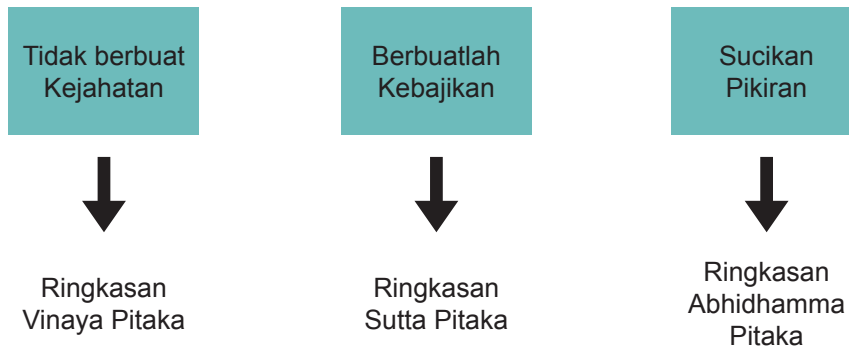 Tidak berbuat
Kejahatan
Berbuatlah
Kebajikan
Sucikan
Pikiran
Ringkasan
Vinaya Pitaka
Ringkasan
Sutta Pitaka
Ringkasan
Abhidhamma
Pitaka